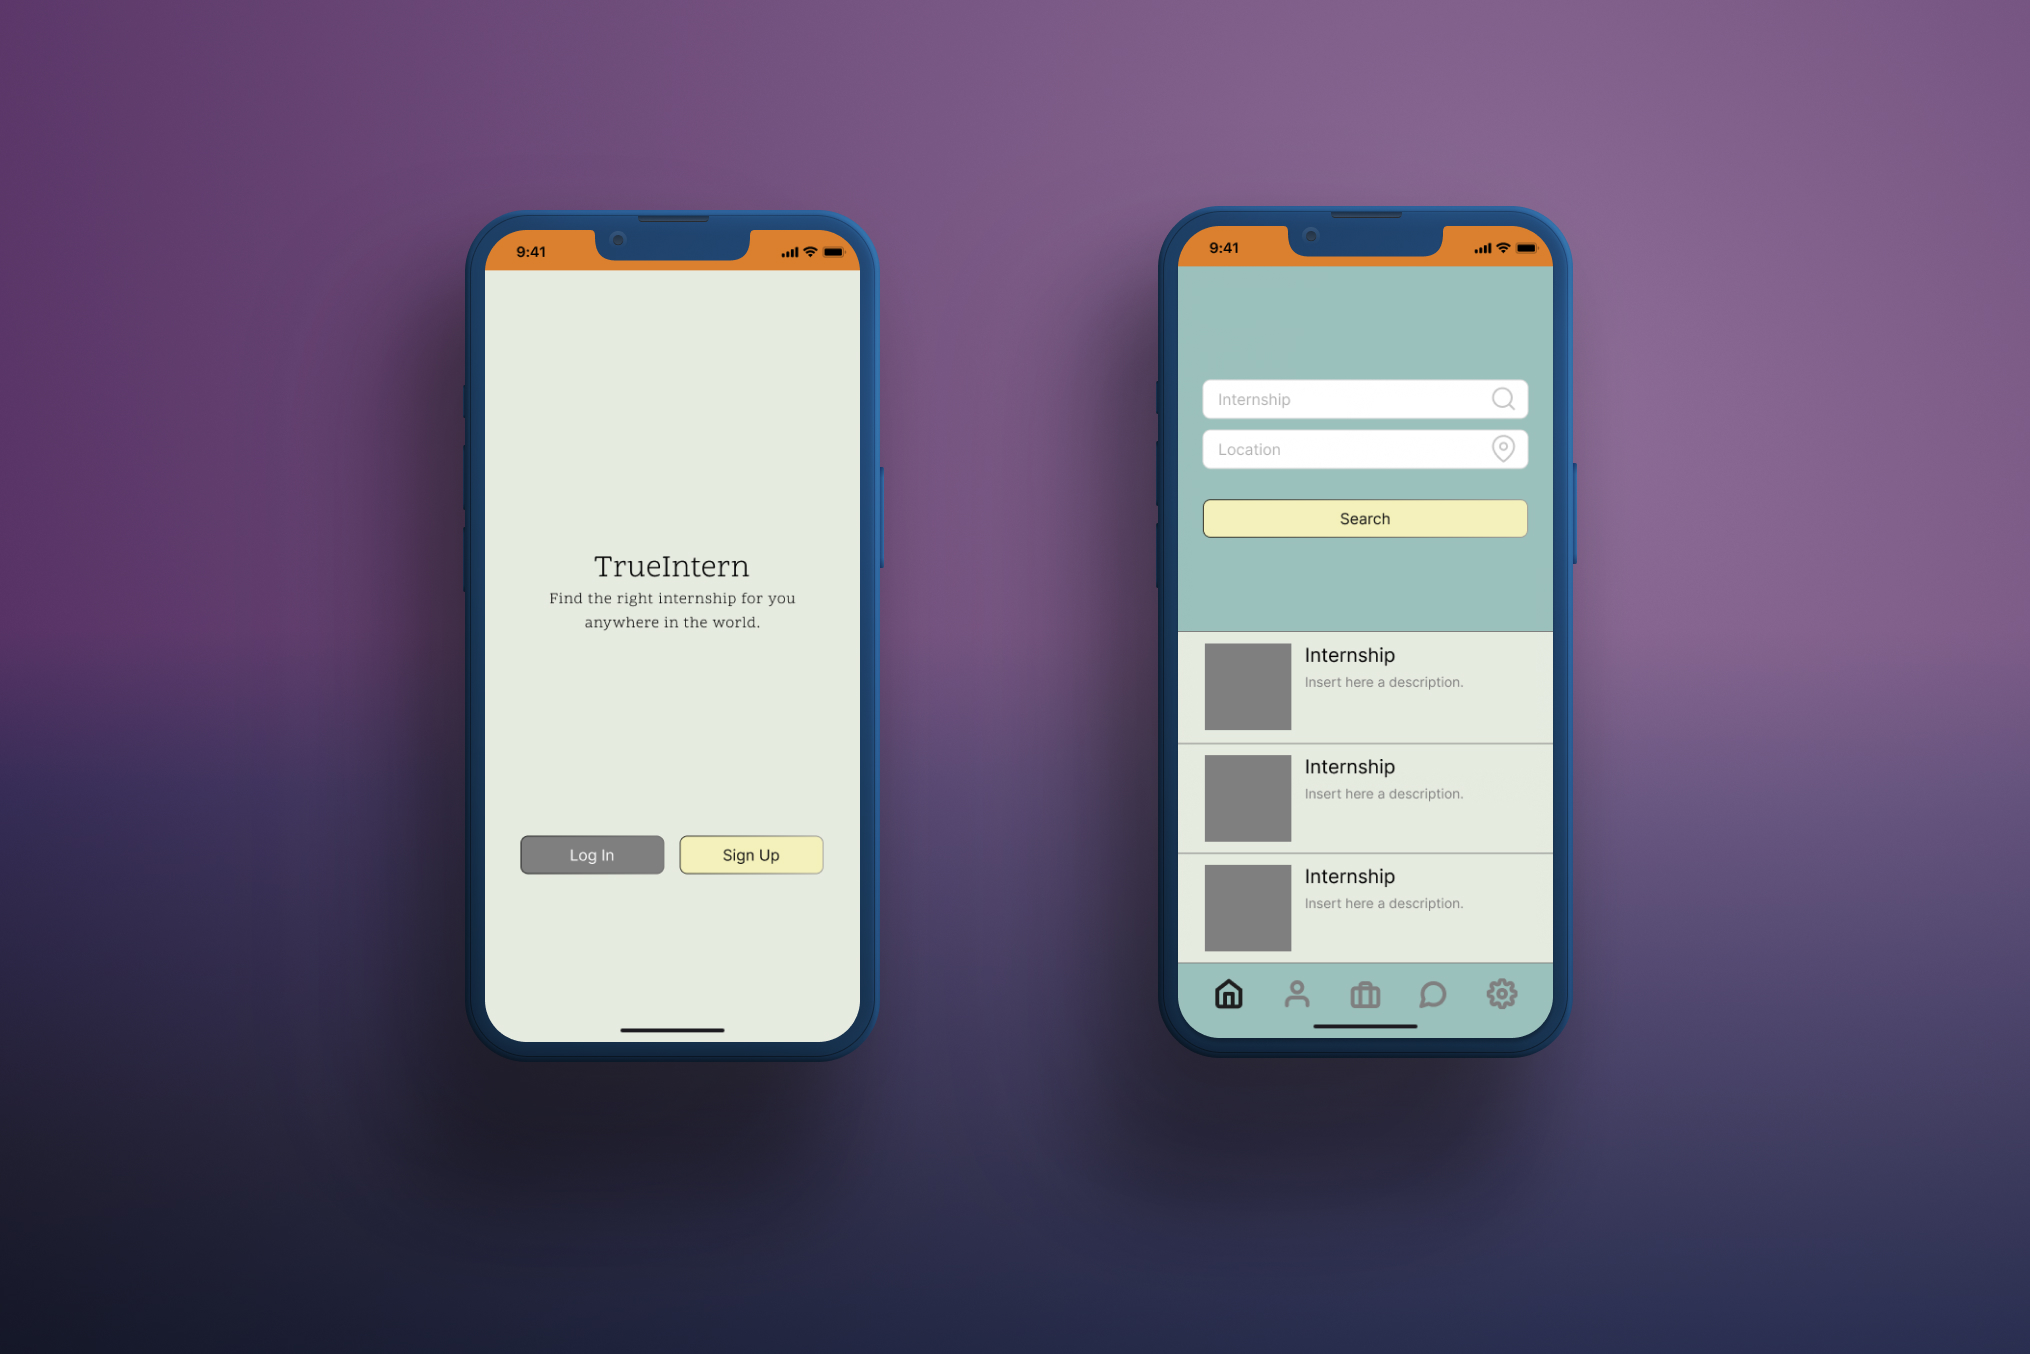 9:41
TrueIntern
Find the right internship for you
anywhere in the world.
Log In
Sign Up
9:41
Internship
Location
Search
Internship
Insert here a description.
Internship
Insert here a description.
Internship
Insert here a description.